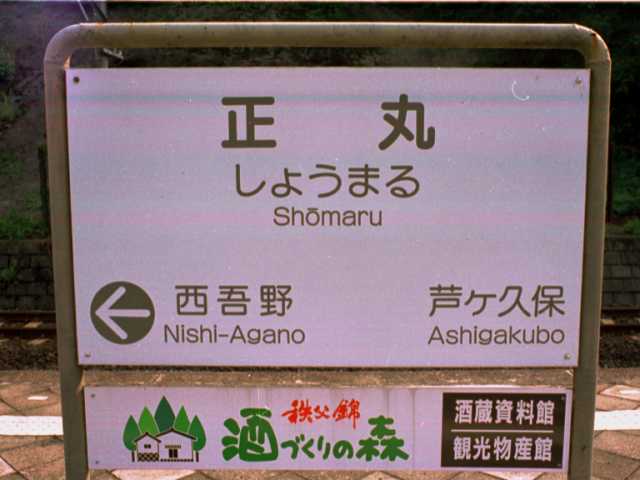 正丸
しょうまる
Shōmaru
西吾野 芦ケ久保
Nishi-Agano Ashigakubo
秩父錦
酒づくりの森
酒蔵資料館
観光物産館